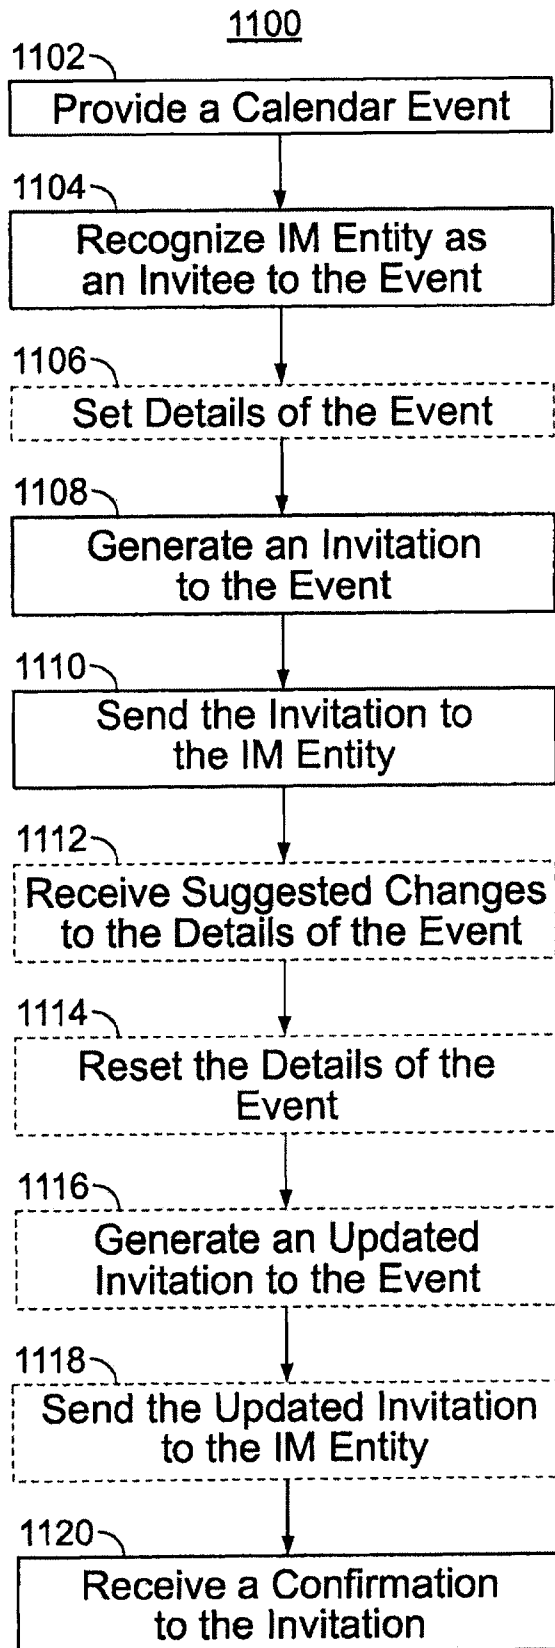 1100
1102
Provide a Calendar Event
1104
Recognize IM Entity as
an Invitee to the Event
1106
Set Details of the Event
1108
Generate an Invitation
to the Event
1110
Send the Invitation to
the IM Entity
1112
Receive Suggested Changes
to the Details of the Event
1114
Reset the Details of the
Event
1116
Generate an Updated
Invitation to the Event
1118
Send the Updated Invitation
to the IM Entity
1120
Receive a Confirmation
to the Invitation